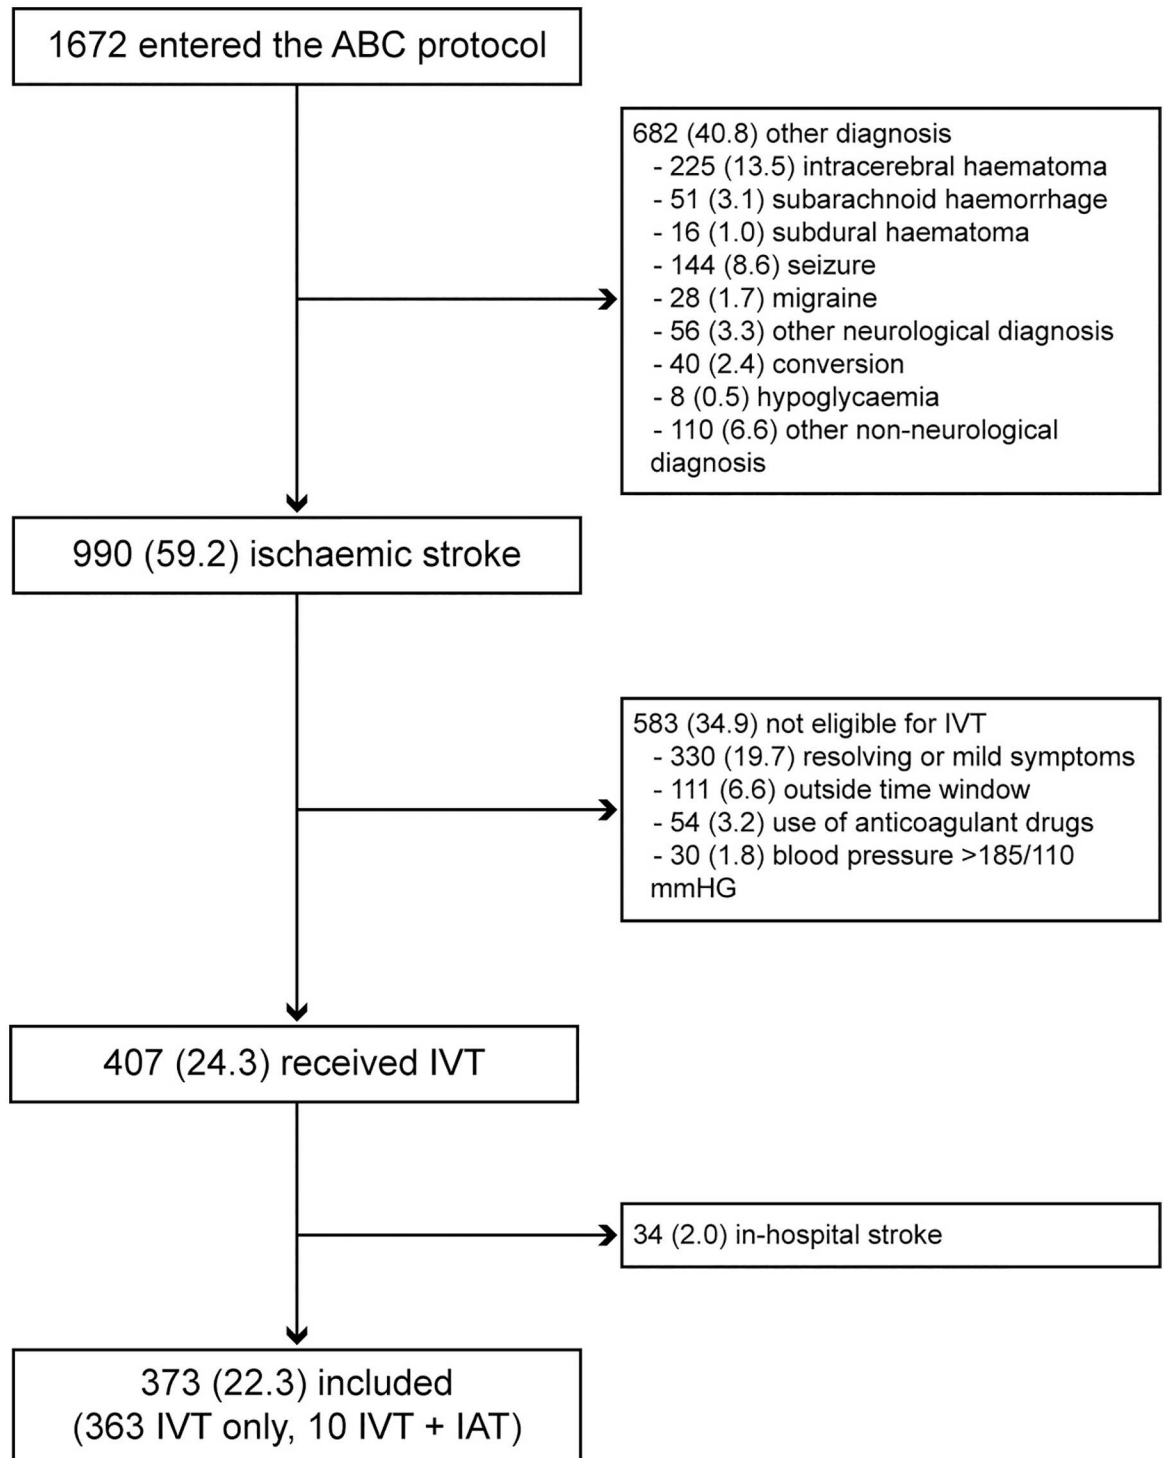 1672 entered the ABC protocol
682 (40.8) other diagnosis
- 225 (13.5) intracerebral haematoma
- 51 (3.1) subarachnoid haemorrhage
- 16 (1.0) subdural haematoma
- 144 (8.6) seizure
- 28 (1.7) migraine
- 56 (3.3) other neurological diagnosis
- 40 (2.4) conversion
- 8 (0.5) hypoglycaemia
- 110 (6.6) other non-neurological
diagnosis
990 (59.2) ischaemic stroke
583 (34.9) not eligible for IVT
- 330 (19.7) resolving or mild symptoms
- 111 (6.6) outside time window
- 54 (3.2) use of anticoagulant drugs
- 30 (1.8) blood pressure >185/110
mmHG
407 (24.3) received IVT
34 (2.0) in-hospital stroke
373 (22.3) included
(363 IVT only, 10 IVT + IAT)